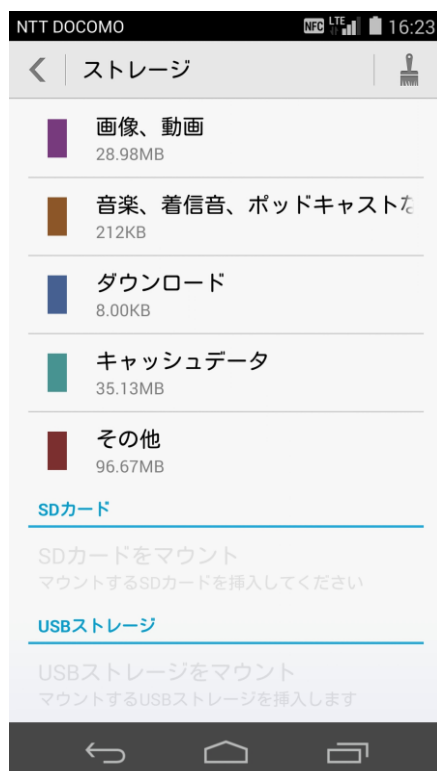 NTT DOCOMO NFC LTE 16:23
ストレージ
画像、動画
28.98MB
音楽、着信音、ポッドキャスト
212KB
ダウンロード
8.00KB
キャッシュデータ
35.13MB
その他
96.67MB
SDカード
SDカードをマウント
マウントするSDカードを挿入してください
USBストレージ
USBストレージをマウント
マウントするUSBストレージを挿入します